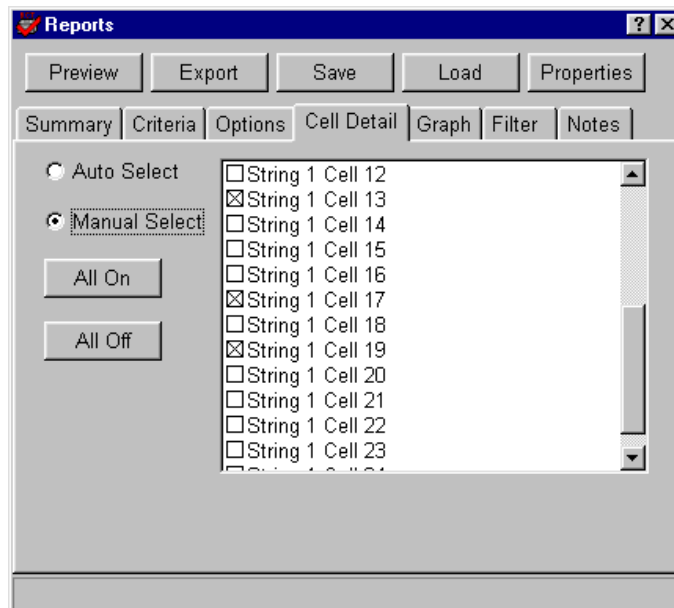 Reports
Preview Export Save Load Properties
Summary Criteria Options Cell Detail Graph Filter Notes
Auto Select
Manual Select
All On
All Off
String 1 Cell 12
String 1 Cell 13
String 1 Cell 14
String 1 Cell 15
String 1 Cell 16
String 1 Cell 17
String 1 Cell 18
String 1 Cell 19
String 1 Cell 20
String 1 Cell 21
String 1 Cell 22
String 1 Cell 23